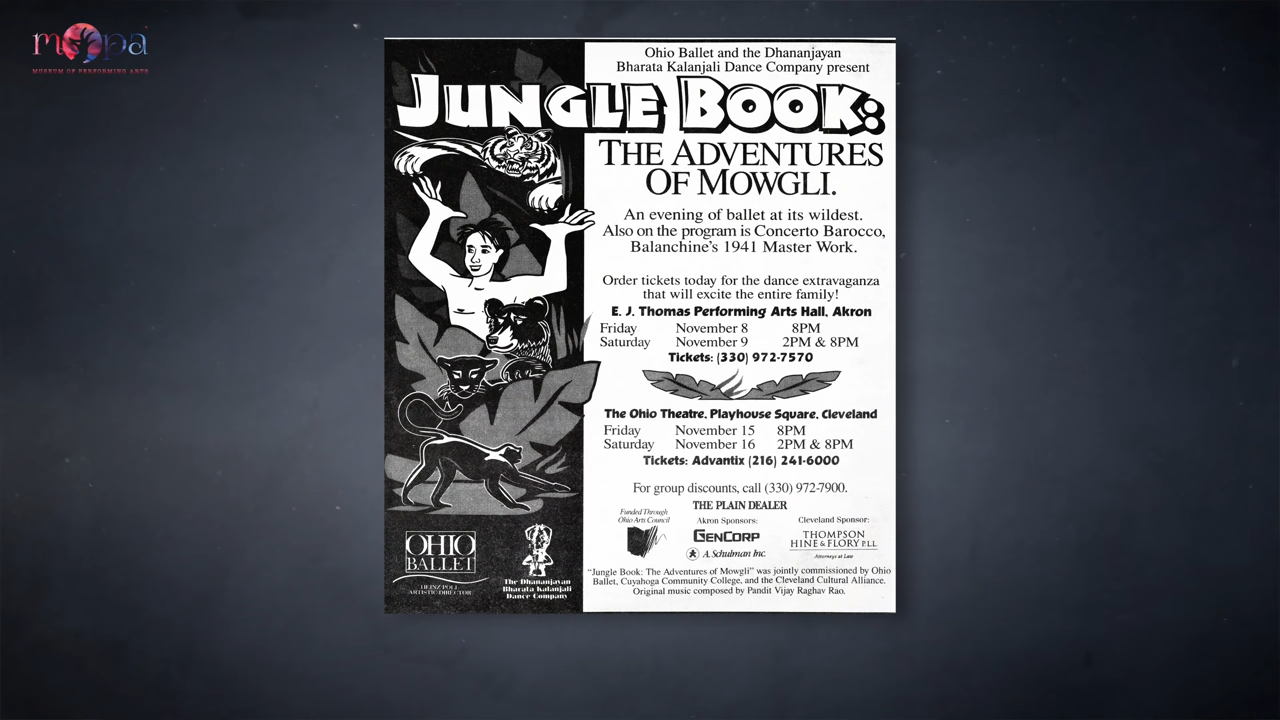 mopa
MUSEUM OF PERFORMING ARTS
Ohio Ballet and the Dhananjayan
Bharata Kalanjali Dance Company present
JUNGLE BOOK:
THE ADVENTURES
OF MOWGLI.
An evening of ballet at its wildest.
Also on the program is Concerto Barocco,
Balanchine's 1941 Master Work.
Order tickets today for the dance extravaganza
that will excite the entire family!
E. J. Thomas Performing Arts Hall, Akron
Friday November 8 8PM
Saturday November 9 2PM & 8PM
Tickets: (330) 972-7570
The Ohio Theatre, Playhouse Square, Cleveland
Friday November 15 8PM
Saturday November 16 2PM & 8PM
Tickets: Advantix (216) 241-6000
For group discounts, call (330) 972-7900.
THE PLAIN DEALER
Funded Through
Ohio Arts Council
Akron Sponsors:
GENCORP
A. Schulman Inc.
Cleveland Sponsor:
THOMPSON
HINE & FLORY P.L.L.
Attorneys at Law
"Jungle Book: The Adventures of Mowgli" was jointly commissioned by Ohio
Ballet, Cuyahoga Community College, and the Cleveland Cultural Alliance.
Original music composed by Pandit Vijay Raghav Rao.
OHIO
BALLET
HEINZ POLL
ARTISTIC DIRECTOR
The Dhananjayan
Bharata Kalanjali
Dance Company